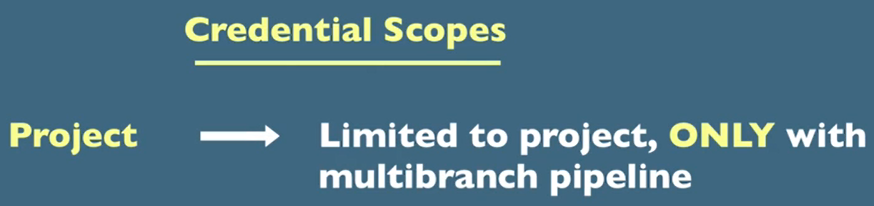 Credential Scopes
Project → Limited to project, ONLY with
multibranch pipeline